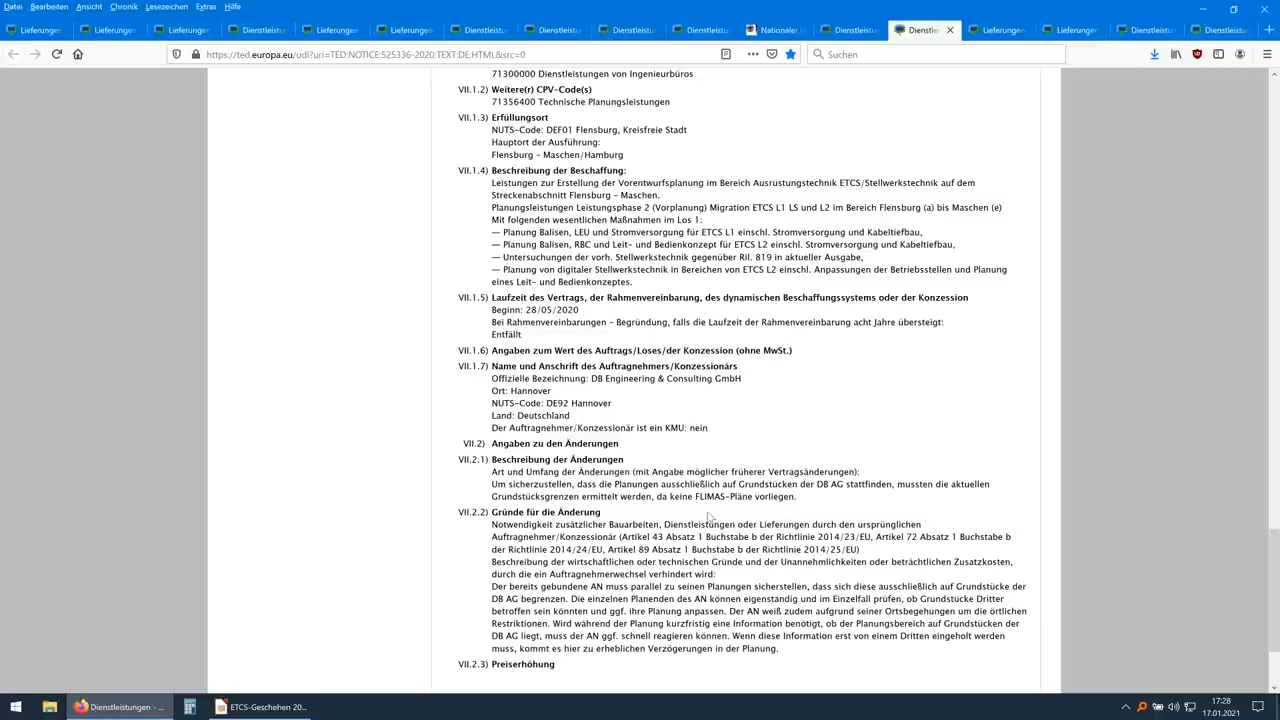 Datei Bearbeiten Ansicht Chronik Lesezeichen Extras Hilfe
Lieferungen Lieferungen Lieferungen Lieferungen Lieferungen Dienstleistu Dienstleistu Dienstleistu Dienstleistu Nationaler Dienstleistu Dienstlei Lieferungen Lieferungen Dienstleistu Dienstleistu
https://ted.europa.eu/udl?uri=TED:NOTICE:525336-2020:TEXT:DE:HTML&src=0
Suchen
71300000 Dienstleistungen von Ingenieurbüros
VII.1.2) Weitere(r) CPV-Code(s)
71356400 Technische Planungsleistungen
VII.1.3) Erfüllungsort
NUTS-Code: DEF01 Flensburg, Kreisfreie Stadt
Hauptort der Ausführung:
Flensburg – Maschen/Hamburg
VII.1.4) Beschreibung der Beschaffung:
Leistungen zur Erstellung der Vorentwurfsplanung im Bereich Ausrüstungstechnik ETCS/Stellwerkstechnik auf dem
Streckenabschnitt Flensburg – Maschen.
Planungsleistungen Leistungsphase 2 (Vorplanung) Migration ETCS L1 LS und L2 im Bereich Flensburg (a) bis Maschen (e)
Mit folgenden wesentlichen Maßnahmen im Los 1:
— Planung Balisen, LEU und Stromversorgung für ETCS L1 einschl. Stromversorgung und Kabeltiefbau,
— Planung Balisen, RBC und Leit- und Bedienkonzept für ETCS L2 einschl. Stromversorgung und Kabeltiefbau,
— Untersuchungen der vorh. Stellwerkstechnik gegenüber Ril. 819 in aktueller Ausgabe,
— Planung von digitaler Stellwerkstechnik in Bereichen von ETCS L2 einschl. Anpassungen der Betriebsstellen und Planung
eines Leit- und Bedienkonzeptes.
VII.1.5) Laufzeit des Vertrags, der Rahmenvereinbarung, des dynamischen Beschaffungssystems oder der Konzession
Beginn: 28/05/2020
Bei Rahmenvereinbarungen – Begründung, falls die Laufzeit der Rahmenvereinbarung acht Jahre übersteigt:
Entfällt
VII.1.6) Angaben zum Wert des Auftrags/Loses/der Konzession (ohne MwSt.)
VII.1.7) Name und Anschrift des Auftragnehmers/Konzessionärs
Offizielle Bezeichnung: DB Engineering & Consulting GmbH
Ort: Hannover
NUTS-Code: DE92 Hannover
Land: Deutschland
Der Auftragnehmer/Konzessionär ist ein KMU: nein
VII.2) Angaben zu den Änderungen
VII.2.1) Beschreibung der Änderungen
Art und Umfang der Änderungen (mit Angabe möglicher früherer Vertragsänderungen):
Um sicherzustellen, dass die Planungen ausschließlich auf Grundstücken der DB AG stattfinden, mussten die aktuellen
Grundstücksgrenzen ermittelt werden, da keine FLIMAS-Pläne vorliegen.
VII.2.2) Gründe für die Änderung
Notwendigkeit zusätzlicher Bauarbeiten, Dienstleistungen oder Lieferungen durch den ursprünglichen
Auftragnehmer/Konzessionär (Artikel 43 Absatz 1 Buchstabe b der Richtlinie 2014/23/EU, Artikel 72 Absatz 1 Buchstabe b
der Richtlinie 2014/24/EU, Artikel 89 Absatz 1 Buchstabe b der Richtlinie 2014/25/EU)
Beschreibung der wirtschaftlichen oder technischen Gründe und der Unannehmlichkeiten oder beträchtlichen Zusatzkosten,
durch die ein Auftragnehmerwechsel verhindert wird:
Der bereits gebundene AN muss parallel zu seinen Planungen sicherstellen, dass sich diese ausschließlich auf Grundstücke der
DB AG begrenzen. Die einzelnen Planenden des AN können eigenständig und im Einzelfall prüfen, ob Grundstücke Dritter
betroffen sein könnten und ggf. ihre Planung anpassen. Der AN weiß zudem aufgrund seiner Ortsbegehungen um die örtlichen
Restriktionen. Wird während der Planung kurzfristig eine Information benötigt, ob der Planungsbereich auf Grundstücken der
DB AG liegt, muss der AN ggf. schnell reagieren können. Wenn diese Information erst von einem Dritten eingeholt werden
muss, kommt es hier zu erheblichen Verzögerungen in der Planung.
VII.2.3) Preiserhöhung
Dienstleistungen - ...
ETCS-Geschehen 20...
17:28
17.01.2021